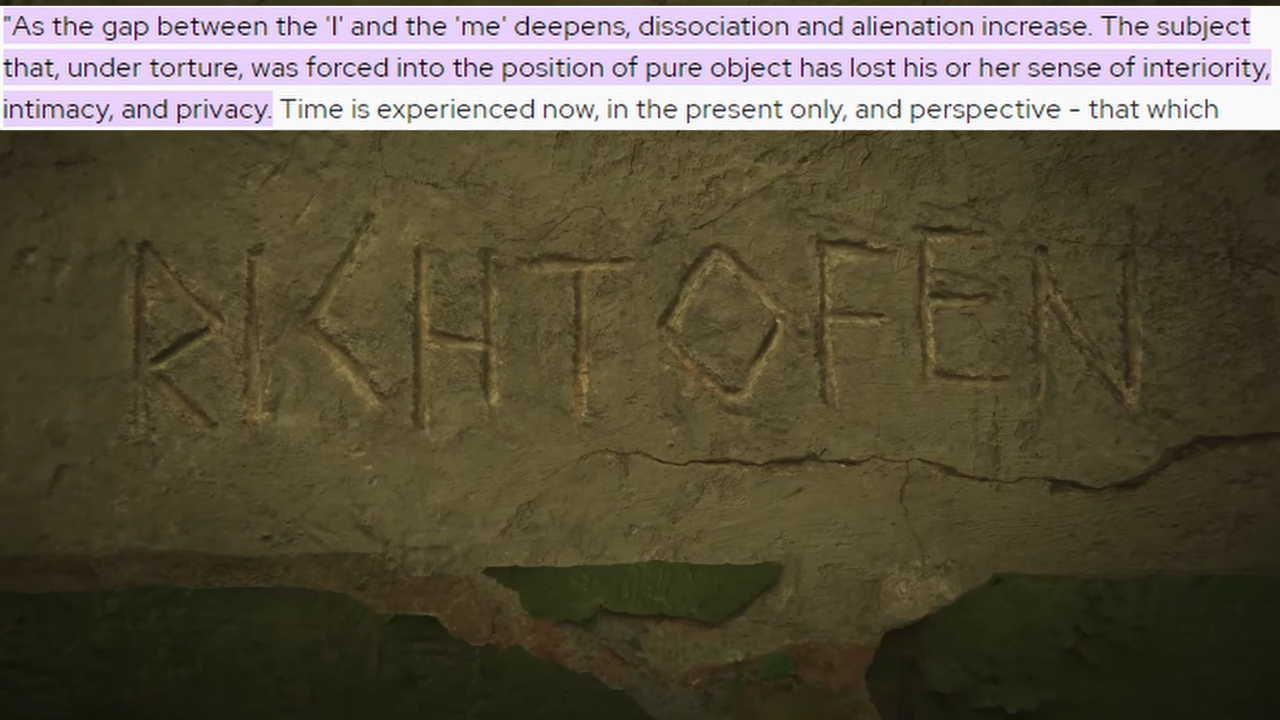 "As the gap between the 'I' and the 'me' deepens, dissociation and alienation increase. The subject
that, under torture, was forced into the position of pure object has lost his or her sense of interiority,
intimacy, and privacy. Time is experienced now, in the present only, and perspective – that which
RICHTOFEN